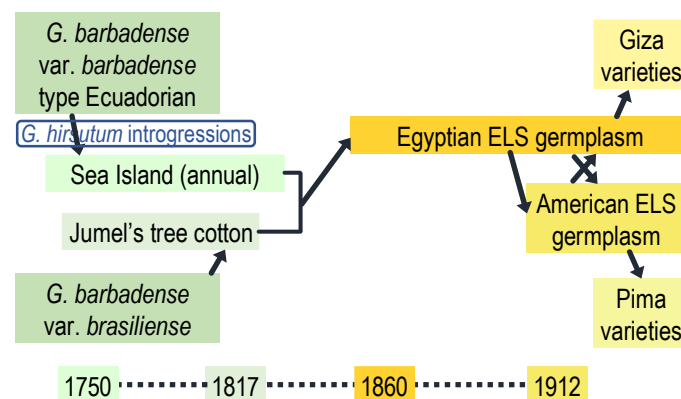 G. barbadense
var. barbadense
type Ecuadorian
G. hirsutum introgressions
Sea Island (annual)
Jumel's tree cotton
G. barbadense
var. brasiliense
Egyptian ELS germplasm
Giza
varieties
American ELS
germplasm
Pima
varieties
1750
1817
1860
1912